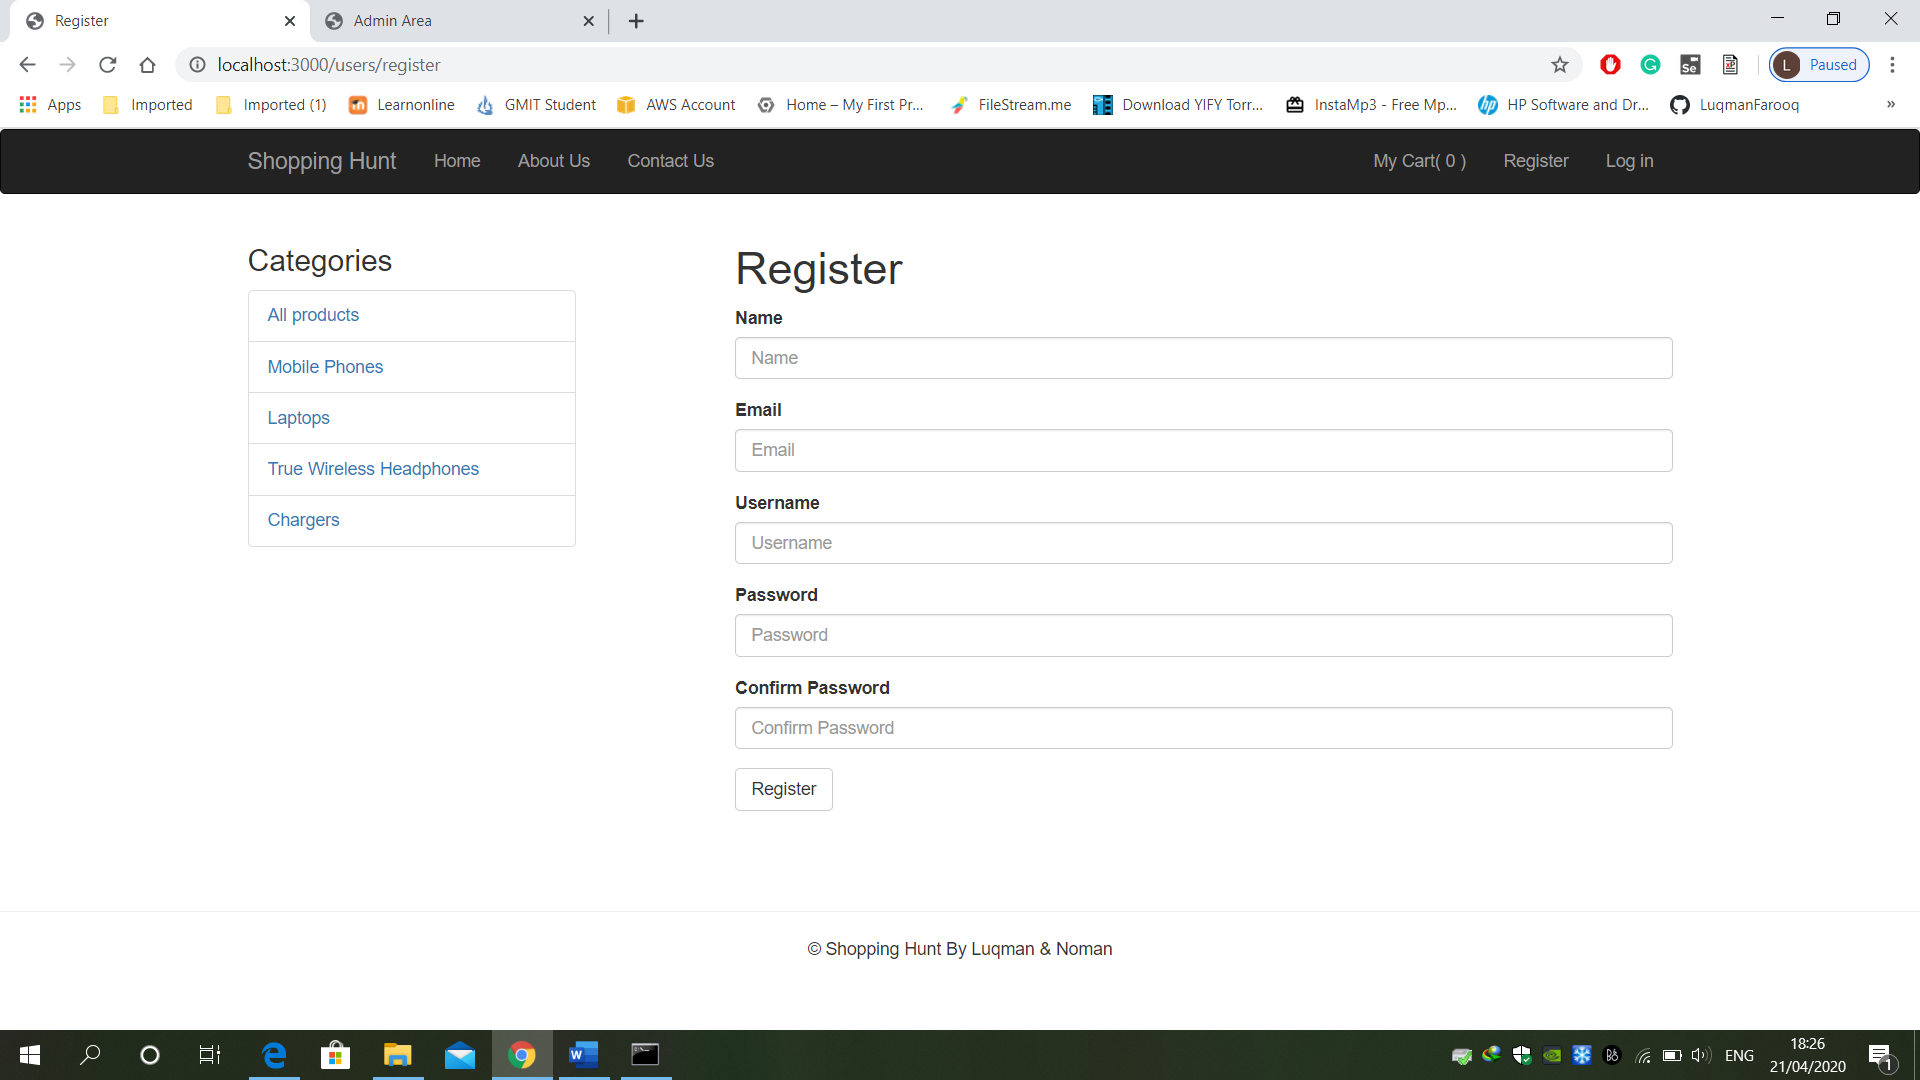 Register
Admin Area
localhost:3000/users/register
Se
XP
L
Paused
Apps
Imported
Imported (1)
Learnonline
GMIT Student
AWS Account
Home – My First Pr...
FileStream.me
Download YIFY Torr...
InstaMp3 - Free Mp...
HP Software and Dr...
LuqmanFarooq
»
Shopping Hunt
Home
About Us
Contact Us
My Cart( 0 )
Register
Log in
Categories
All products
Mobile Phones
Laptops
True Wireless Headphones
Chargers
Register
Name
Name
Email
Email
Username
Username
Password
Password
Confirm Password
Confirm Password
Register
© Shopping Hunt By Luqman & Noman
ENG
18:26
21/04/2020
1